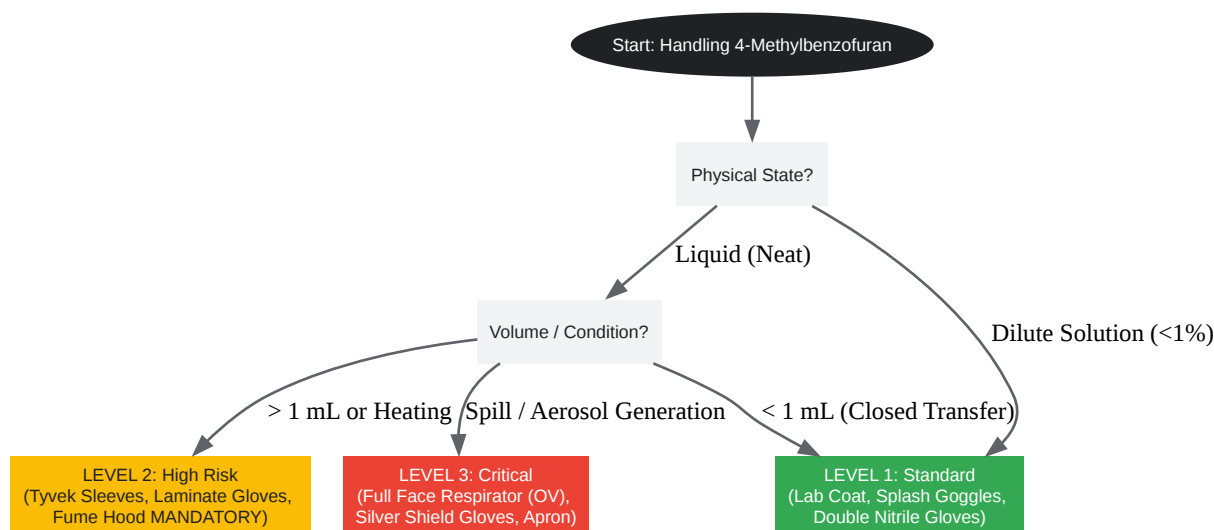 Start: Handling 4-Methylbenzofuran
Physical State?
Liquid (Neat)
Volume / Condition?
Dilute Solution (<1%)
> 1 mL or Heating
Spill / Aerosol Generation
< 1 mL (Closed Transfer)
LEVEL 2: High Risk
(Tyvek Sleeves, Laminate Gloves,
Fume Hood MANDATORY)
LEVEL 3: Critical
(Full Face Respirator (OV),
Silver Shield Gloves, Apron)
LEVEL 1: Standard
(Lab Coat, Splash Goggles,
Double Nitrile Gloves)